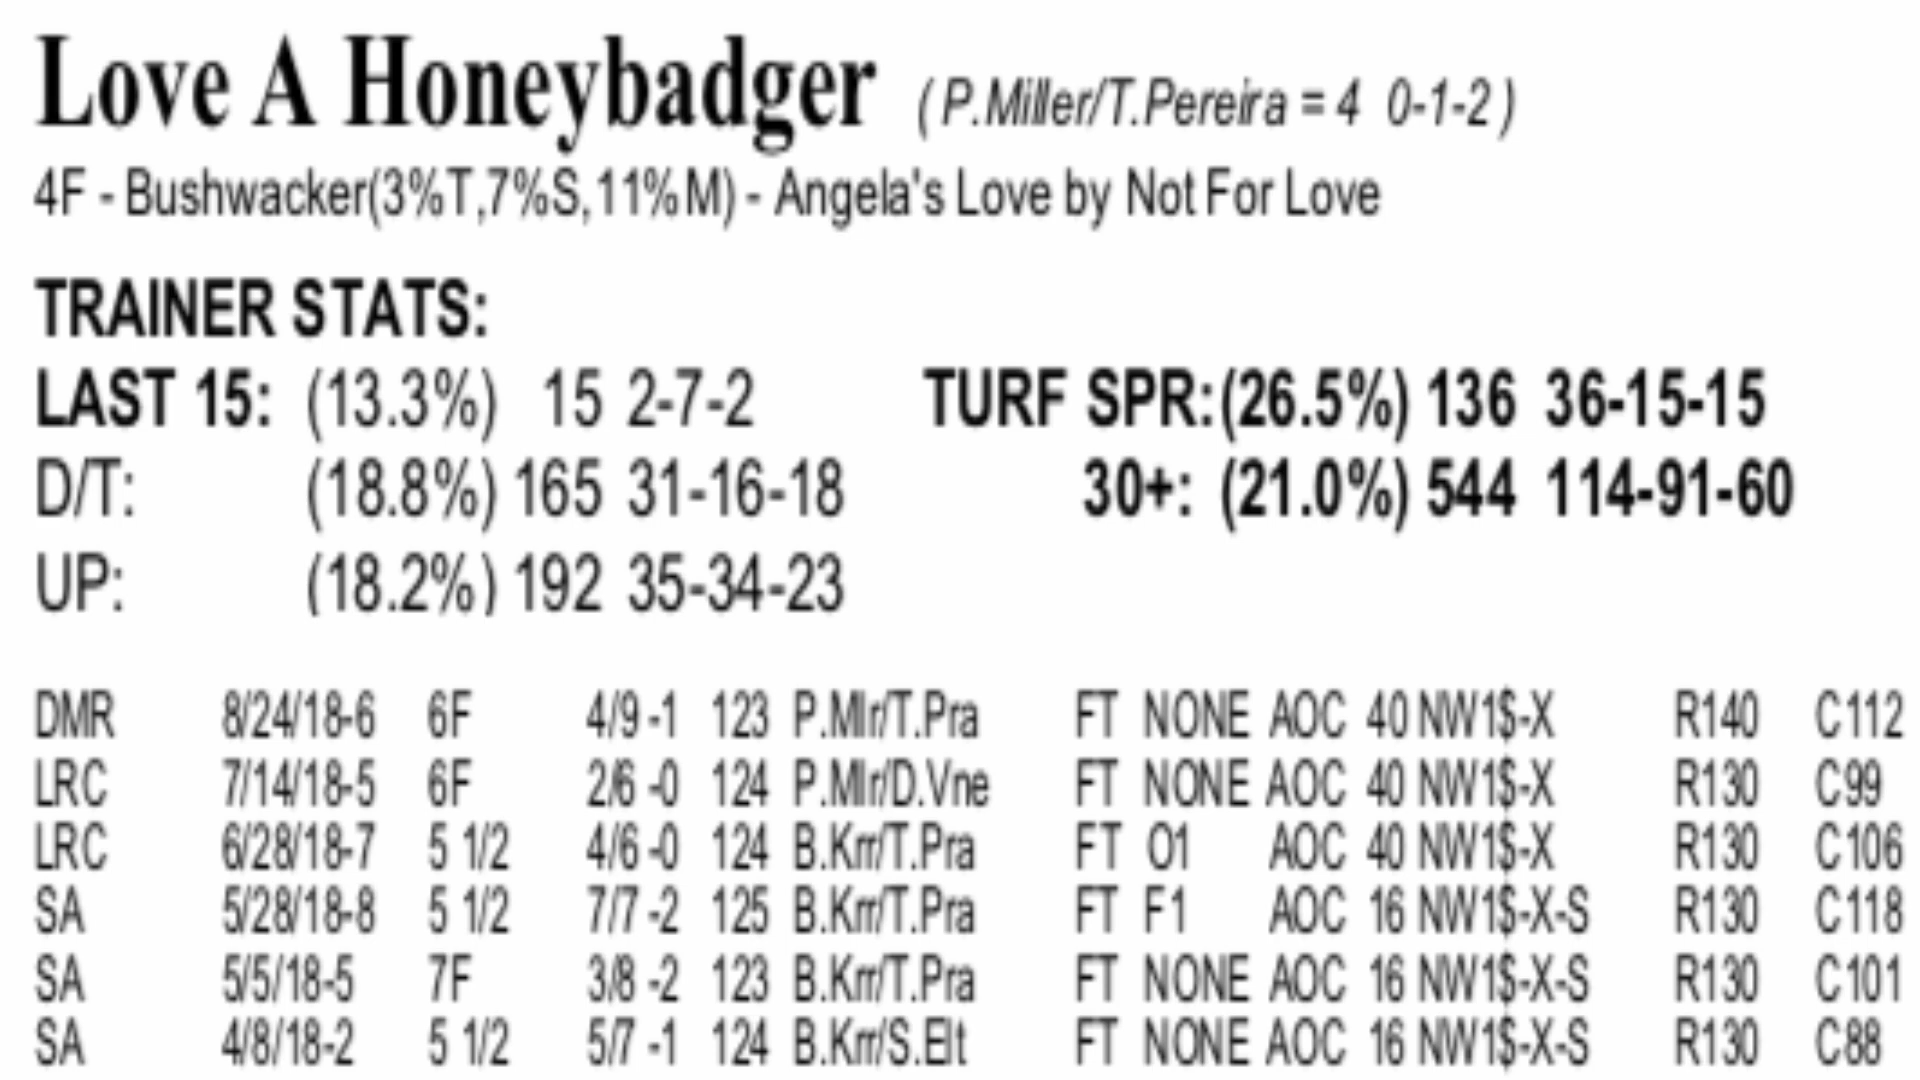 Love A Honeybadger ( P.Miller/T.Pereira = 4 0-1-2 )
4F - Bushwacker(3%T,7%S,11%M) - Angela's Love by Not For Love
TRAINER STATS:
LAST 15: (13.3%) 15 2-7-2 TURF SPR:(26.5%) 136 36-15-15
D/T: (18.8%) 165 31-16-18 30+: (21.0%) 544 114-91-60
UP: (18.2%) 192 35-34-23
DMR 8/24/18-6 6F 4/9 -1 123 P.Mlr/T.Pra FT NONE AOC 40 NW1$-X R140 C112
LRC 7/14/18-5 6F 2/6 -0 124 P.Mlr/D.Vne FT NONE AOC 40 NW1$-X R130 C99
LRC 6/28/18-7 5 1/2 4/6 -0 124 B.Krr/T.Pra FT O1 AOC 40 NW1$-X R130 C106
SA 5/28/18-8 5 1/2 7/7 -2 125 B.Krr/T.Pra FT F1 AOC 16 NW1$-X-S R130 C118
SA 5/5/18-5 7F 3/8 -2 123 B.Krr/T.Pra FT NONE AOC 16 NW1$-X-S R130 C101
SA 4/8/18-2 5 1/2 5/7 -1 124 B.Krr/S.Elt FT NONE AOC 16 NW1$-X-S R130 C88